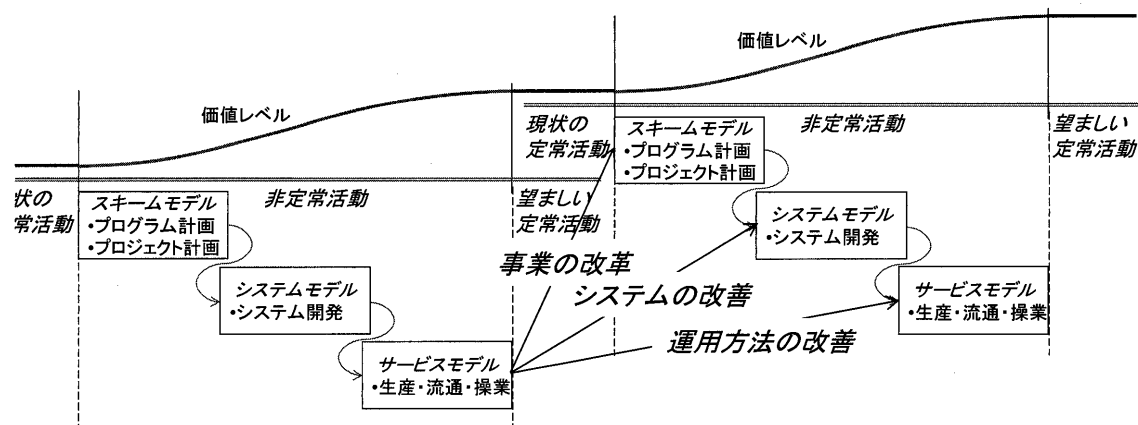 価値レベル
価値レベル
現状の
定常活動
スキームモデル
・プログラム計画
・プロジェクト計画
非定常活動
望ましい
定常活動
状の
常活動
スキームモデル
・プログラム計画
・プロジェクト計画
非定常活動
望ましい
定常活動
システムモデル
・システム開発
事業の改革
システムモデル
・システム開発
システムの改善
サービスモデル
・生産・流通・操業
運用方法の改善
サービスモデル
・生産・流通・操業